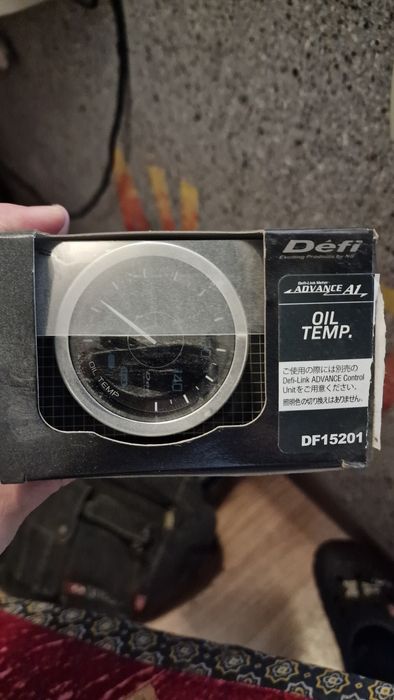 Défi
Exciting Products by NS
Defi-Link Meter
ADVANCE A1
OIL
TEMP.
ご使用の際には別売の
Defi-Link ADVANCE Control
Unitをご用意ください。
照明色の切り換えはありません。
DF15201
OIL TEMP
140